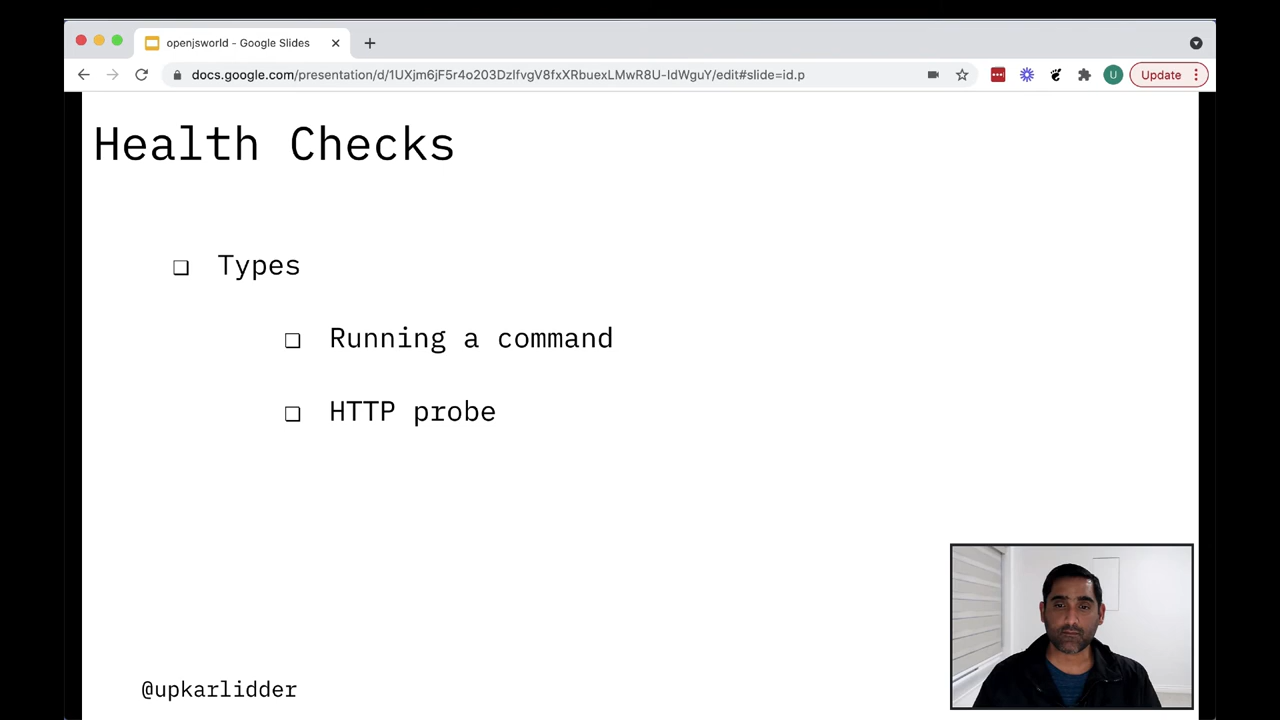 openjsworld - Google Slides
docs.google.com/presentation/d/1UXjm6jF5r4o203DzIfvgV8fxXRbuexLMwR8U-IdWguY/edit#slide=id.p
U
Update
Health Checks
Types
Running a command
HTTP probe
@upkarlidder